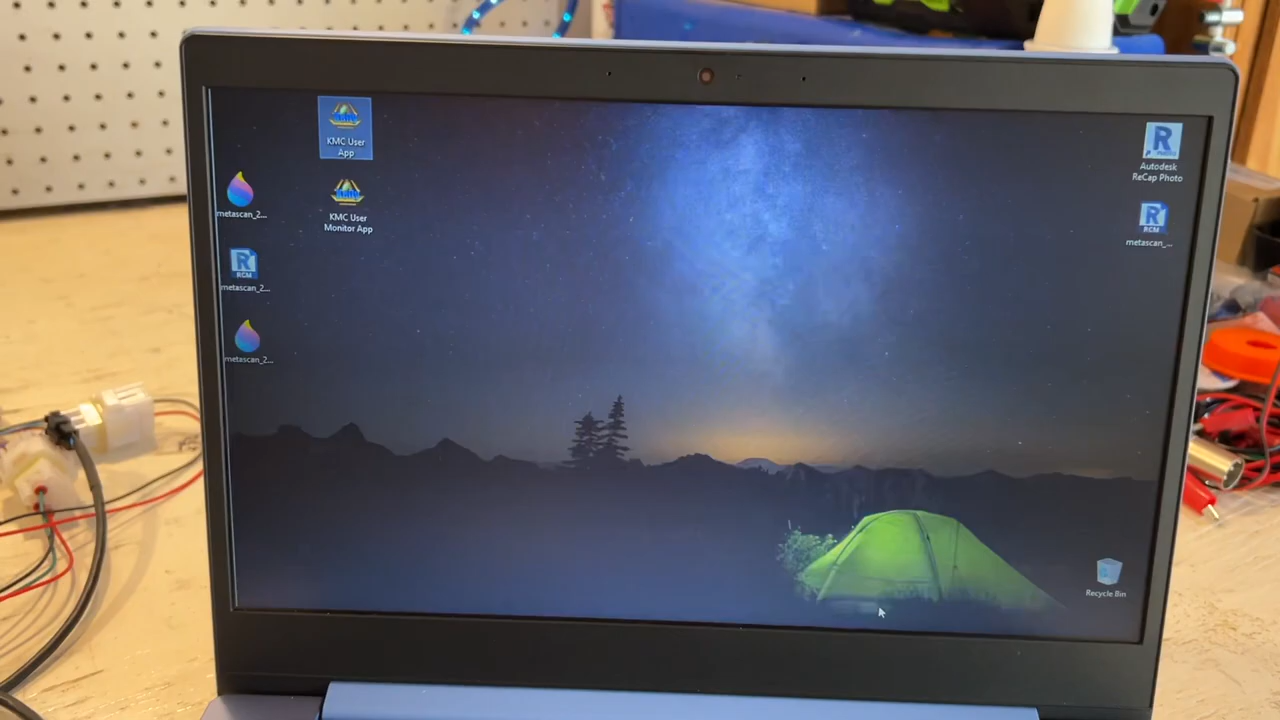 KMC User
App
KMC User
Monitor App
metascan_2...
RCM
metascan_2...
metascan_2...
R
Autodesk
ReCap Photo
R
RCM
metascan_...
Recycle Bin